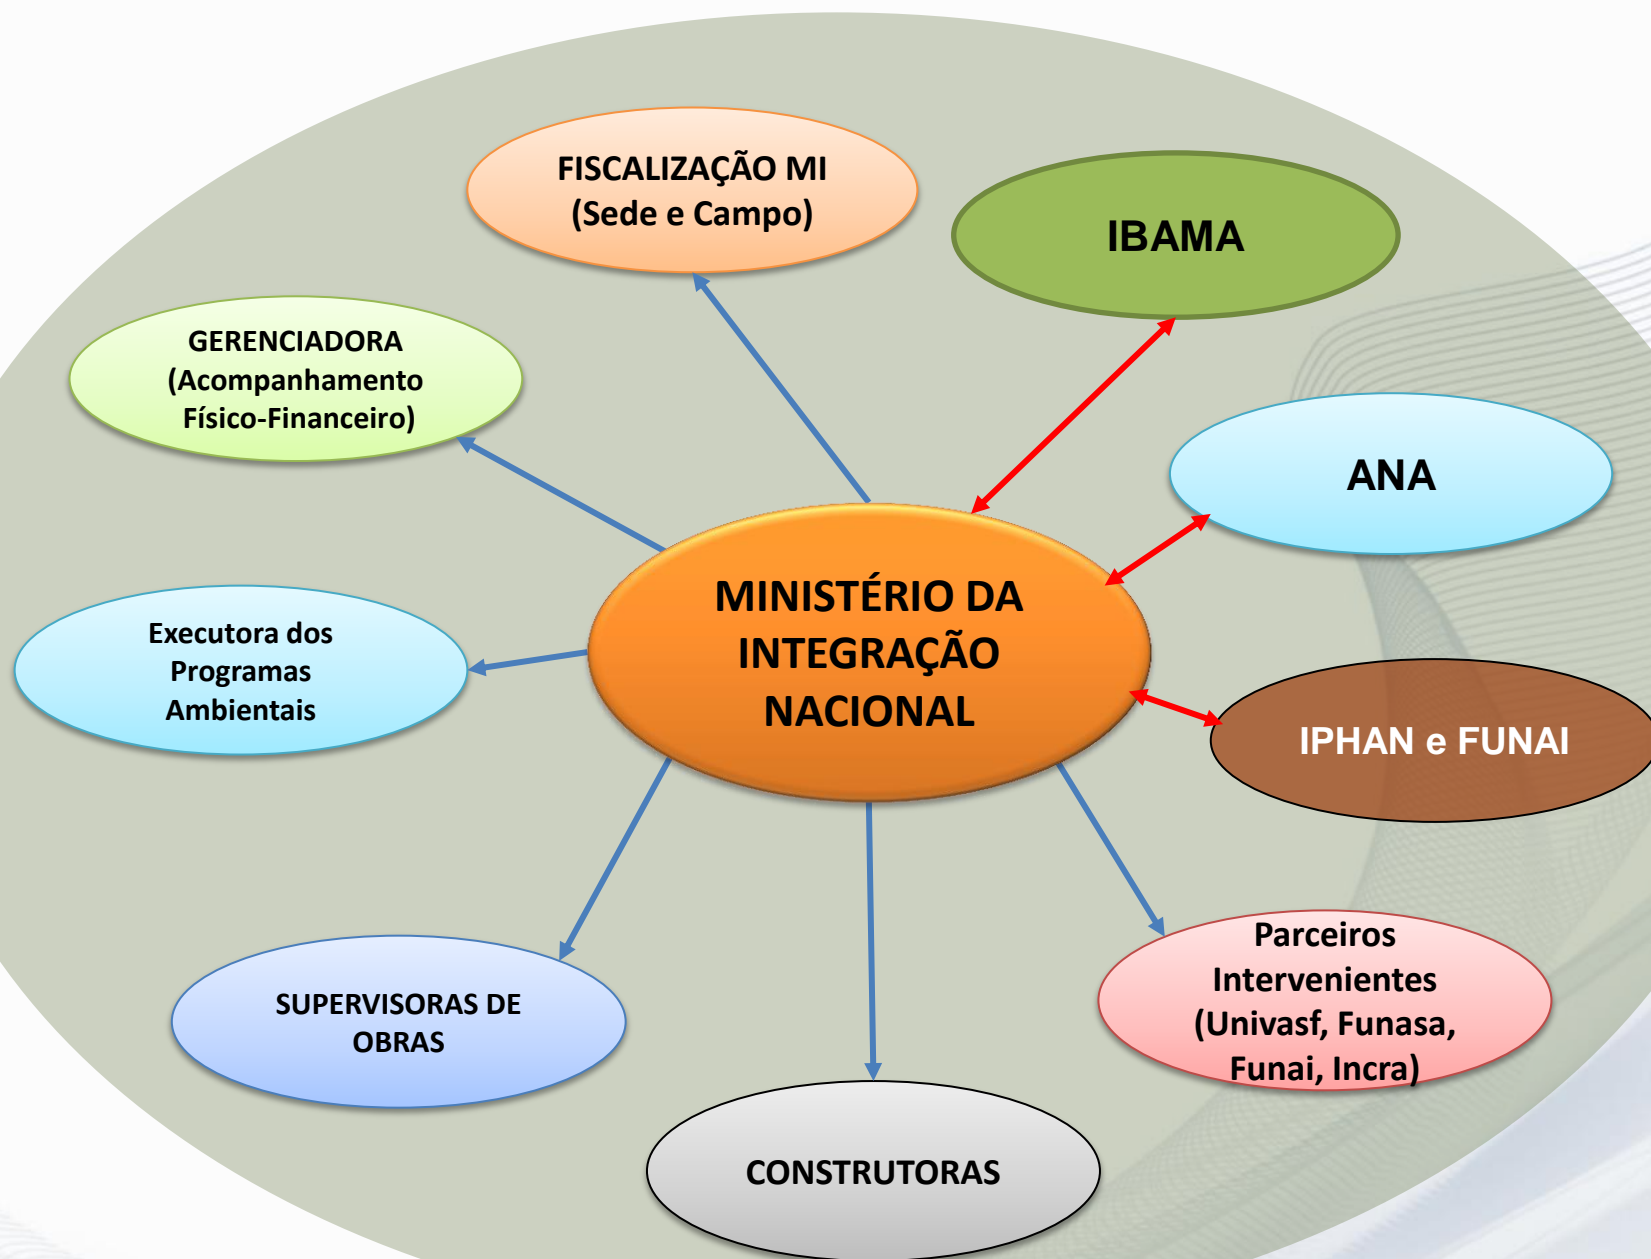 FISCALIZAÇÃO MI
(Sede e Campo)
IBAMA
GERENCIADORA
(Acompanhamento
Físico-Financeiro)
ANA
MINISTÉRIO DA
INTEGRAÇÃO
NACIONAL
Executora dos
Programas
Ambientais
IPHAN e FUNAI
SUPERVISORAS DE
OBRAS
Parceiros
Intervenientes
(Univasf, Funasa,
Funai, Incra)
CONSTRUTORAS